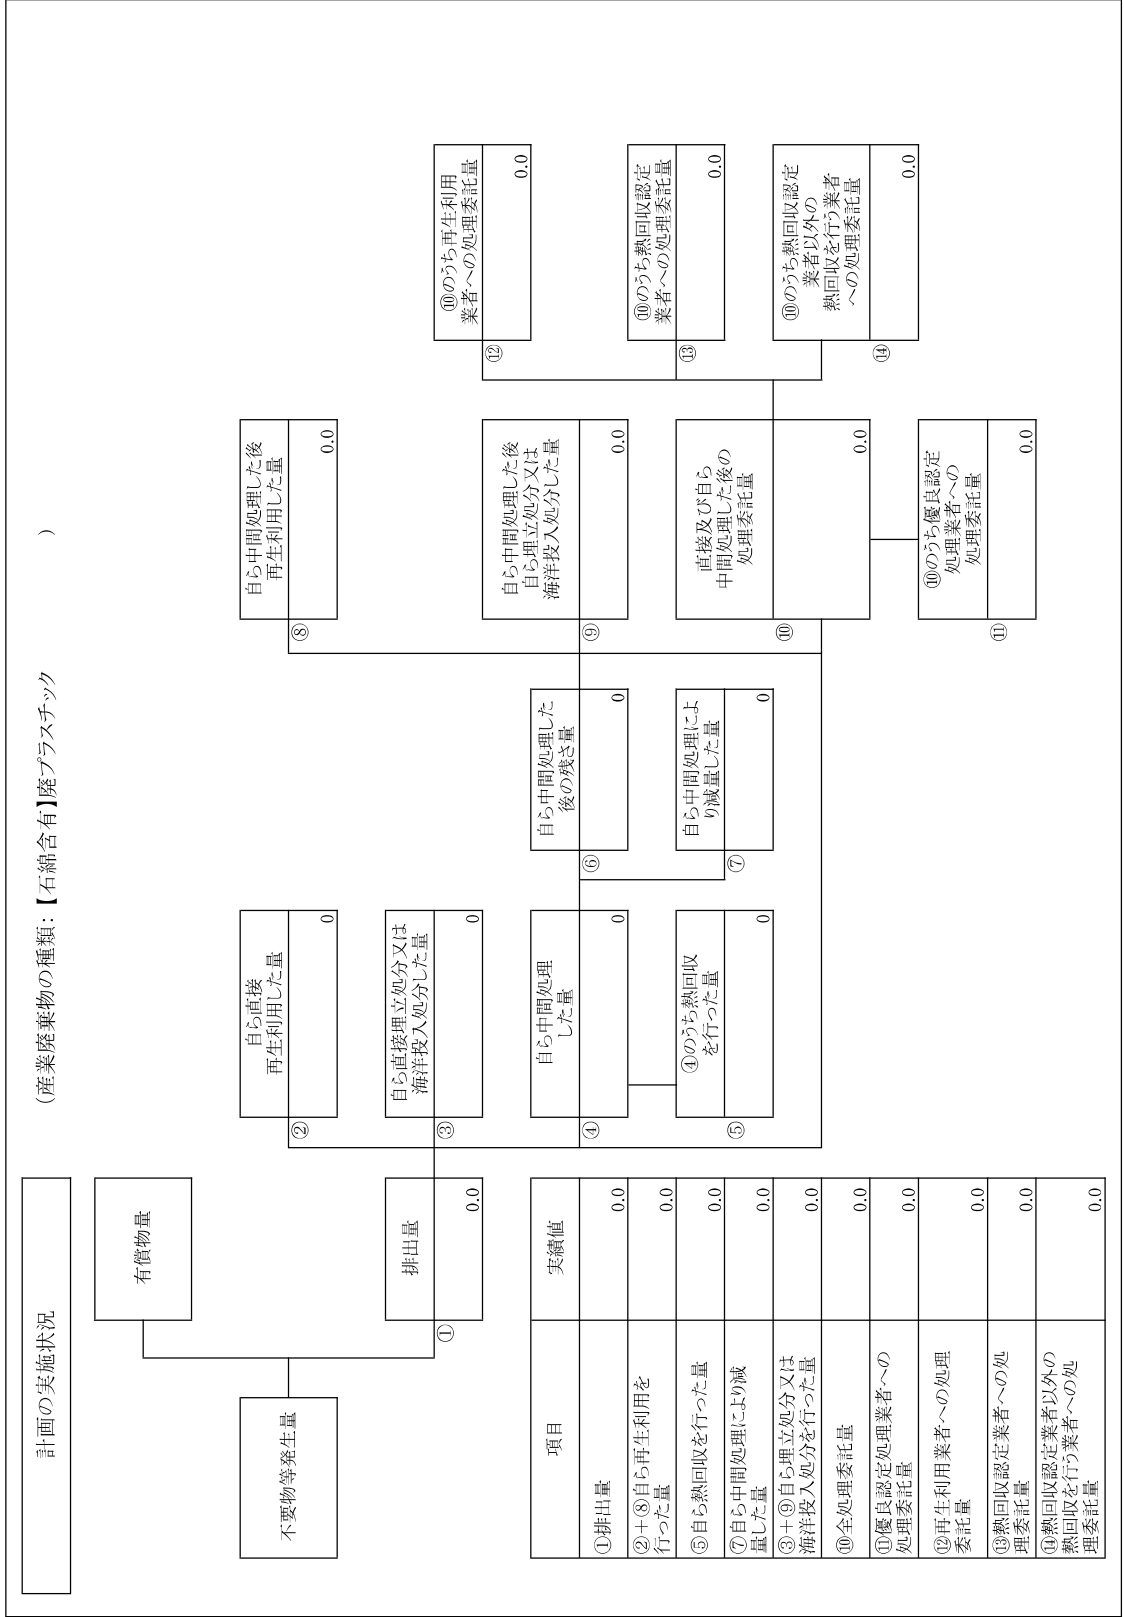 計画の実施状況
(産業廃棄物の種類：【石綿含有】廃プラスチック　　　　　　　)
不要物等発生量
有償物量
①
排出量
0.0
②
自ら直接
再生利用した量
0
③
自ら直接埋立処分又は
海洋投入処分した量
0
④
自ら中間処理
した量
0
⑤
④のうち熱回収
を行った量
0
⑥
自ら中間処理した
後の残さ量
0
⑦
自ら中間処理によ
り減量した量
0
⑧
自ら中間処理した後
再生利用した量
0.0
⑨
自ら中間処理した後
自ら埋立処分又は
海洋投入処分した量
0.0
⑩
直接及び自ら
中間処理した後の
処理委託量
0.0
⑪
⑩のうち優良認定
処理業者への
処理委託量
0.0
⑫
⑩のうち再生利用
業者への処理委託量
0.0
⑬
⑩のうち熱回収認定
業者への処理委託量
0.0
⑭
⑩のうち熱回収認定
業者以外の
熱回収を行う業者
への処理委託量
0.0
項目 実績値
①排出量 0.0
②＋⑧自ら再生利用を
行った量 0.0
⑤自ら熱回収を行った量 0.0
⑦自ら中間処理により減
量した量 0.0
③＋⑨自ら埋立処分又は
海洋投入処分を行った量 0.0
⑩全処理委託量 0.0
⑪優良認定処理業者への
処理委託量 0.0
⑫再生利用業者への処理
委託量 0.0
⑬熱回収認定業者への処
理委託量 0.0
⑭熱回収認定業者以外の
熱回収を行う業者への処
理委託量 0.0